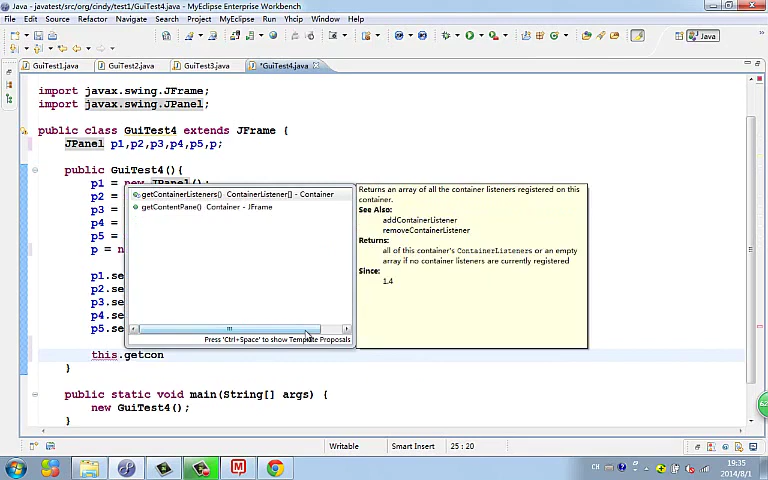 Java - javatest/src/org/cindy/test1/GuiTest4.java - MyEclipse Enterprise Workbench
File Edit Source Refactor Navigate Search Project MyEclipse Run YiCha Window Help
Java
GuiTest1.java GuiTest2.java GuiTest3.java *GuiTest4.java
import javax.swing.JFrame;
import javax.swing.JPanel;
public class GuiTest4 extends JFrame {
JPanel p1,p2,p3,p4,p5,p;
public GuiTest4(){
p1 = new JPanel();
p2 =
p3 =
p4 =
p5 =
p = n
p1.se
p2.se
p3.se
p4.se
p5.se
getContainerListeners() ContainerListener[] - Container
getContentPane() Container - JFrame
Press 'Ctrl+Space' to show Template Proposals
Returns an array of all the container listeners registered on this
container.
See Also:
addContainerListener
removeContainerListener
Returns:
all of this container's ContainerListeners or an empty
array if no container listeners are currently registered
Since:
1.4
this.getcon
}
public static void main(String[] args) {
new GuiTest4();
}
Writable Smart Insert 25 : 20
CH 19:35
2014/8/1